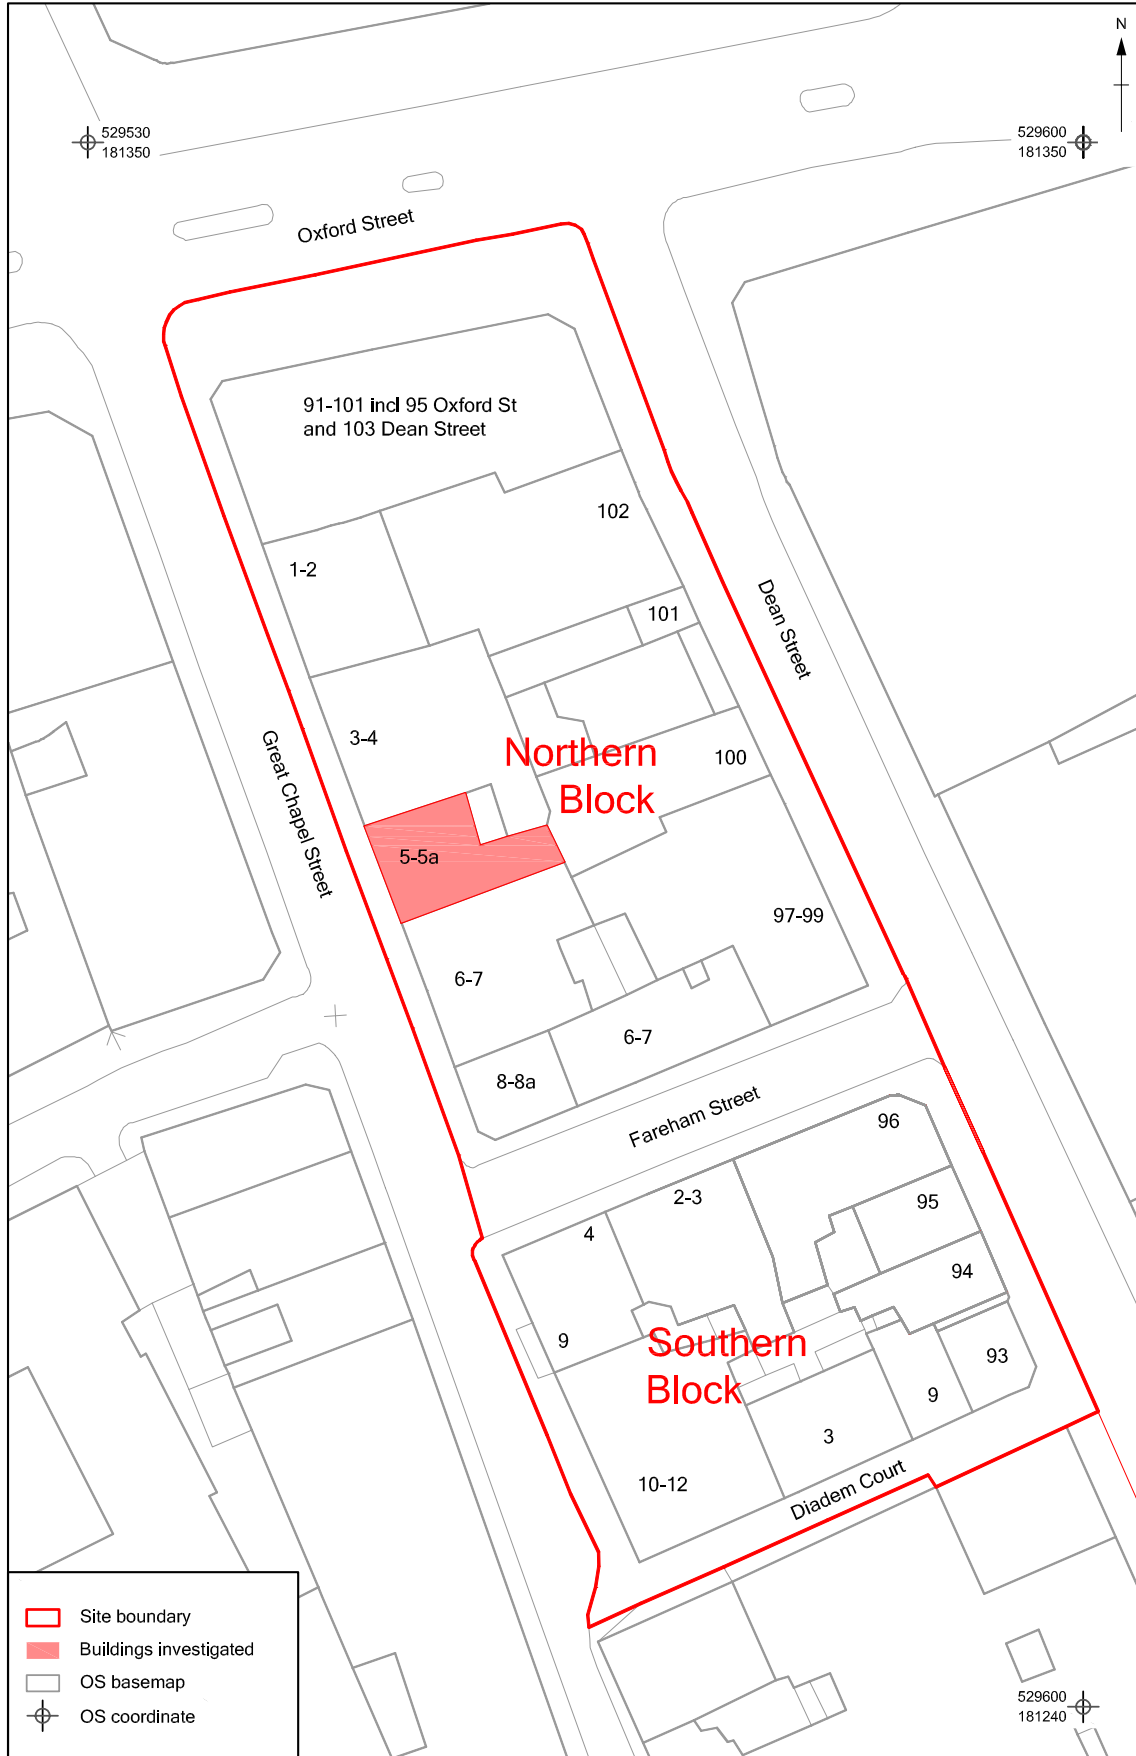 N
529530
181350
529600
181350
Oxford Street
91-101 incl 95 Oxford St
and 103 Dean Street
102
1-2
101
Dean Street
3-4
Great Chapel Street
Northern
Block
100
5-5a
97-99
6-7
6-7
8-8a
Fareham Street
96
2-3
95
4
94
9
Southern
Block
93
9
3
10-12
Diadem Court
Site boundary
Buildings investigated
OS basemap
OS coordinate
529600
181240